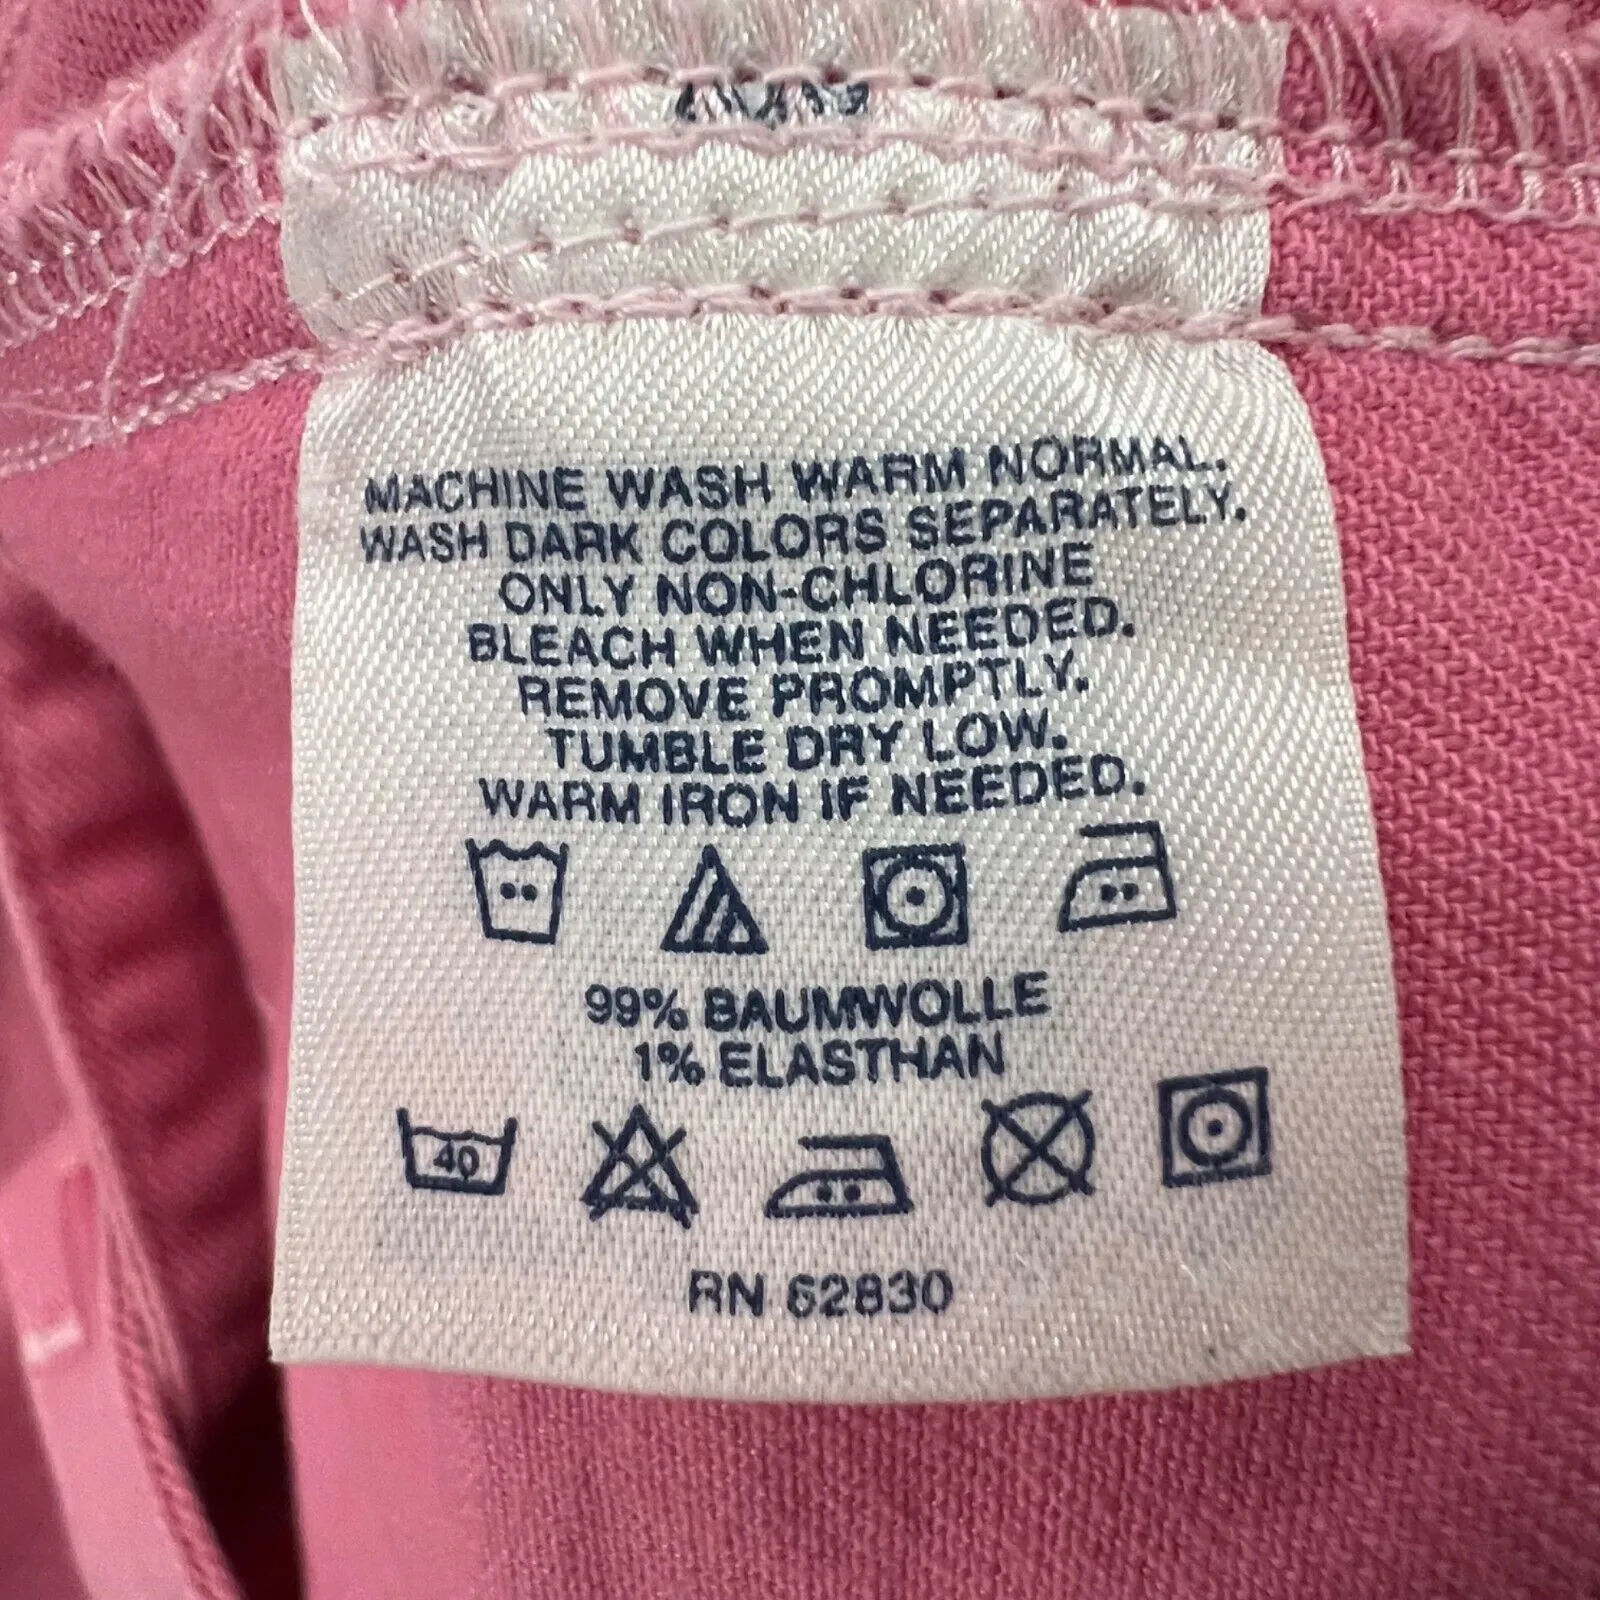 MACHINE WASH WARM NORMAL.
WASH DARK COLORS SEPARATELY.
ONLY NON-CHLORINE
BLEACH WHEN NEEDED.
REMOVE PROMPTLY.
TUMBLE DRY LOW.
WARM IRON IF NEEDED.
99% BAUMWOLLE
1% ELASTHAN
40
RN 62830